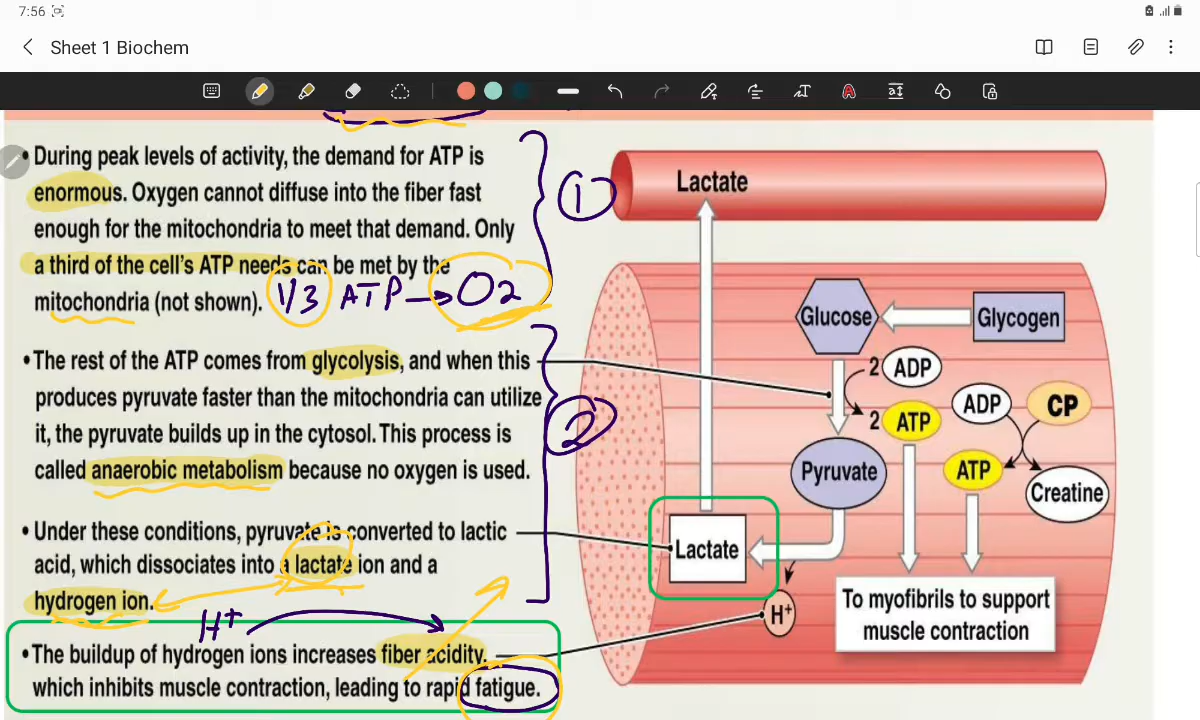 7:56
Sheet 1 Biochem
• During peak levels of activity, the demand for ATP is
enormous. Oxygen cannot diffuse into the fiber fast
enough for the mitochondria to meet that demand. Only
a third of the cell's ATP needs can be met by the
mitochondria (not shown).
1/3 ATP → O2
1
• The rest of the ATP comes from glycolysis, and when this
produces pyruvate faster than the mitochondria can utilize
it, the pyruvate builds up in the cytosol. This process is
called anaerobic metabolism because no oxygen is used.
2
• Under these conditions, pyruvate is converted to lactic
acid, which dissociates into a lactate ion and a
hydrogen ion.
H+
• The buildup of hydrogen ions increases fiber acidity.
which inhibits muscle contraction, leading to rapid fatigue.
Lactate
Glucose
Glycogen
2 ADP
2 ATP
ADP
CP
ATP
Creatine
Pyruvate
Lactate
H+
To myofibrils to support
muscle contraction